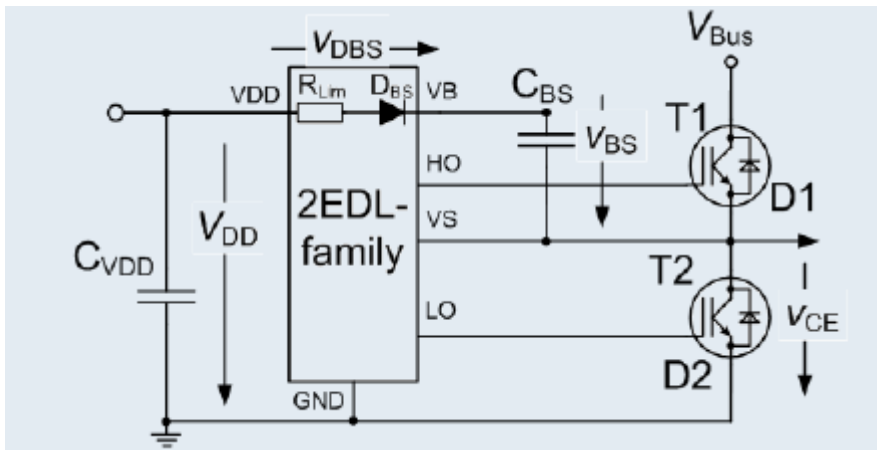 vDBS
VBus
VDD
RLim
DBS
VB
CBS
T1
vBS
HO
D1
2EDL-
family
VDD
VS
CVDD
T2
LO
vCE
D2
GND